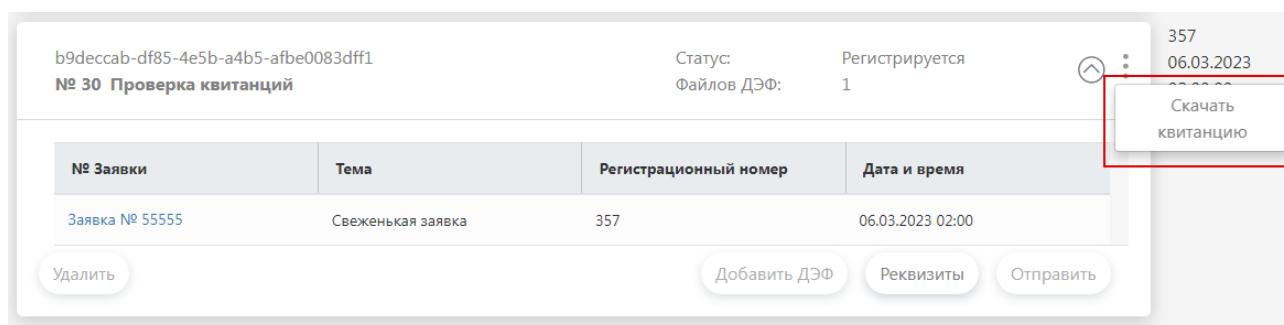 b9deccab-df85-4e5b-a4b5-afbe0083dff1
Статус: Регистрируется
№ 30 Проверка квитанций
Файлов ДЭФ: 1
357
06.03.2023
Скачать
квитанцию
№ Заявки Тема Регистрационный номер Дата и время
Заявка № 55555 Свеженькая заявка 357 06.03.2023 02:00
Удалить Добавить ДЭФ Реквизиты Отправить